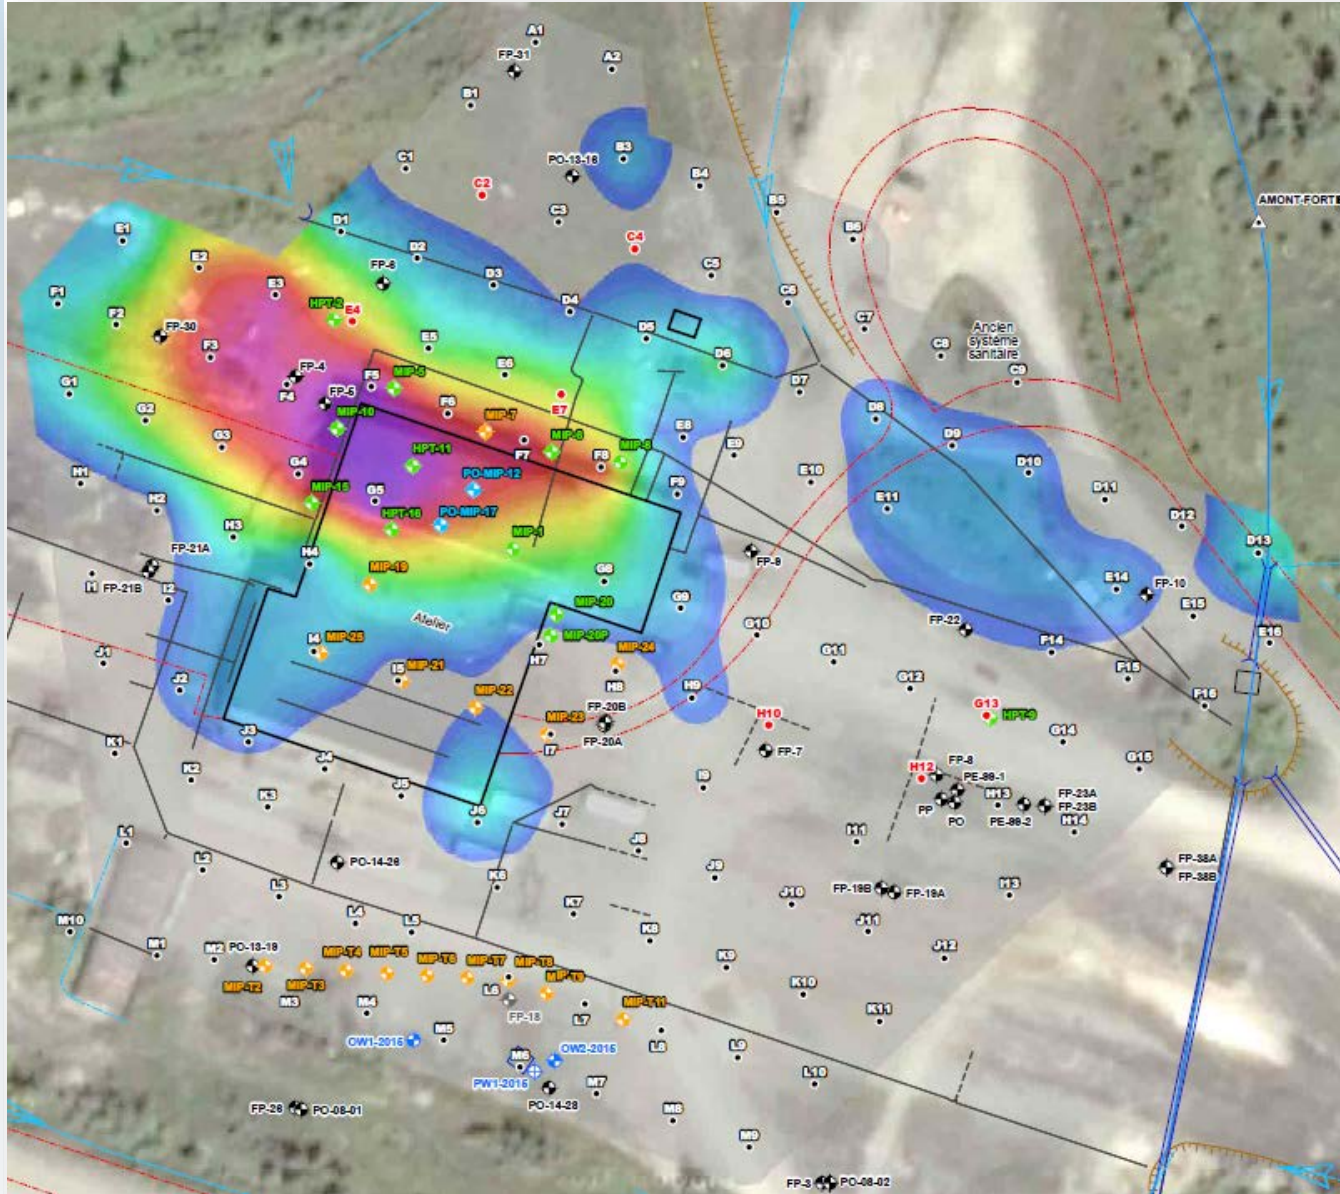 A1
FP-31
A2
B1
B3
C1
PO-13-16
B4
C2
B5
C3
AMONT-FORTIE
D1
E1
B6
C4
D2
E2
C5
FP-6
D3
E3
F1
HPT-2
E4
D4
C6
F2
FP-30
D5
C7
Ancien
système
sanitaire
E5
C8
F3
E6
D6
FP-4
C9
G1
F4
F5
MIP-5
D7
FP-5
E7
G2
F6
D8
MIP-10
MIP-7
E8
G3
F7
MIP-6
D9
E9
HPT-11
F8
MIP-8
H1
G4
E10
D10
PO-MIP-12
F9
G5
MIP-15
D11
H2
E11
D12
H3
HPT-16
PO-MIP-17
MIP-1
D13
FP-21A
H4
FP-9
FP-21B
I1
I2
MIP-19
G6
E14
FP-10
G9
MIP-20
E15
Atelier
G10
FP-22
MIP-20P
E16
I4
MIP-25
H7
F14
J1
G11
MIP-24
I5
MIP-21
H8
F15
J2
G12
H9
MIP-22
F16
FP-20B
G13
HPT-9
MIP-23
H10
J3
FP-20A
G14
K1
I7
FP-7
J4
G15
K2
H12
FP-8
I9
PE-99-1
J5
K3
PP
PO
H13
FP-23A
FP-23B
PE-99-2
J6
J7
H14
L1
H11
J8
L2
PO-14-26
FP-38A
FP-38B
J9
K6
L3
FP-19B
FP-19A
J10
H13
K7
L4
M10
L5
J11
K8
M1
M2
PO-13-19
MIP-T4
MIP-T5
MIP-T6
MIP-T7
MIP-T8
K9
J12
MIP-T2
MIP-T3
MIP-T9
L6
K10
M3
M4
FP-18
L7
MIP-T11
K11
M5
OW1-2015
L8
L9
M6
OW2-2015
PW1-2015
L10
PO-14-28
M7
FP-26
PO-08-01
M8
M9
FP-3
PO-08-02